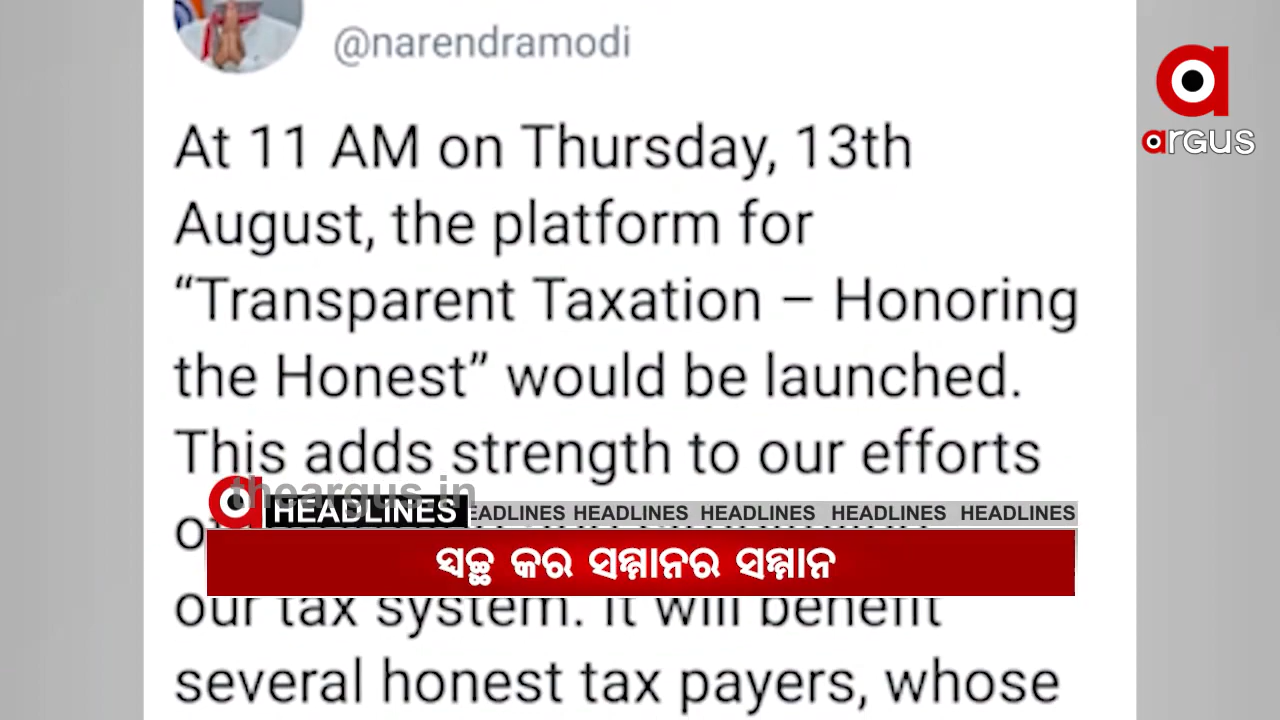 @narendramodi
argus
At 11 AM on Thursday, 13th
August, the platform for
“Transparent Taxation – Honoring
the Honest” would be launched.
This adds strength to our efforts
theargus.in
HEADLINES EADLINES HEADLINES HEADLINES HEADLINES HEADLINES
ସ୍ୱଚ୍ଛ କର ସମ୍ମାନର ସମ୍ମାନ
our tax system. It will benefit
several honest tax payers, whose